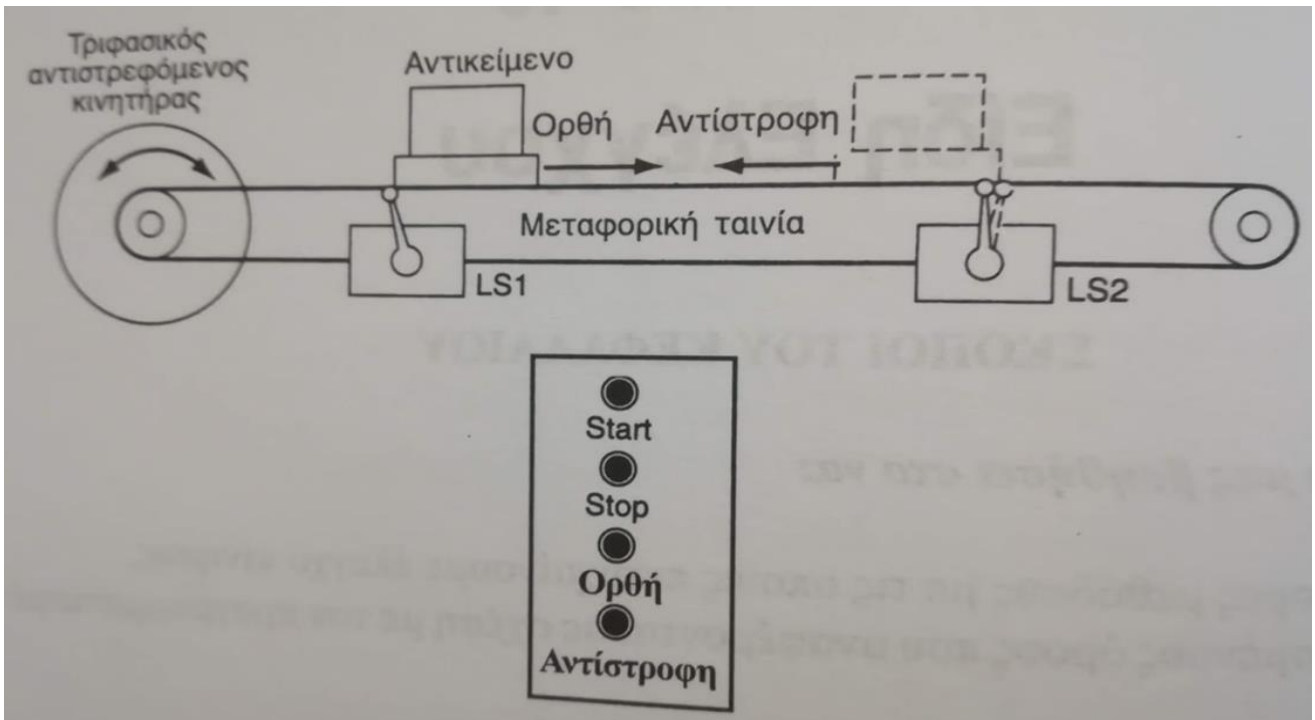 Τριφασικός
αντιστρεφόμενος
κινητήρας
Αντικείμενο
Ορθή Αντίστροφη
Μεταφορική ταινία
LS1
LS2
Start
Stop
Ορθή
Αντίστροφη